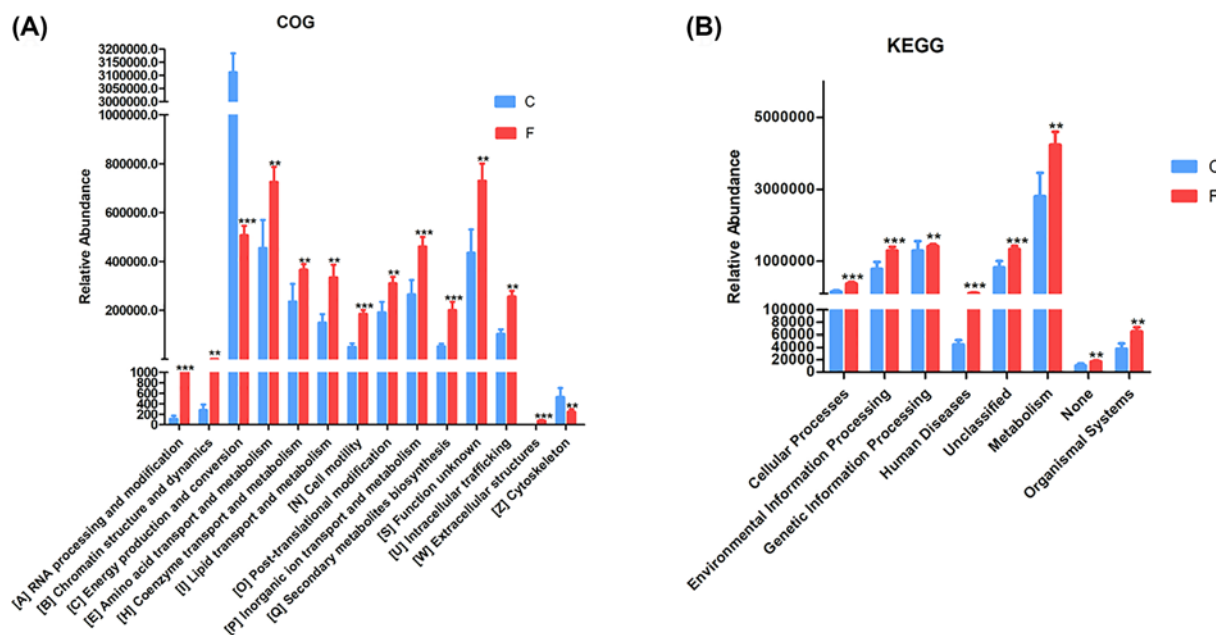 (A)
COG
3200000.0
3150000.0
3100000.0
3050000.0
3000000.0
1000000.0
800000.0
600000.0
400000.0
200000.0
1000
800
600
400
200
0
Relative Abundance
C
F
***
**
***
**
**
**
***
**
***
***
**
**
***
**
[A] RNA processing and modification
[B] Chromatin structure and dynamics
[C] Energy production and conversion
[E] Amino acid transport and metabolism
[H] Coenzyme transport and metabolism
[I] Lipid transport and metabolism
[N] Cell motility
[O] Post-translational modification
[P] Inorganic ion transport and metabolism
[Q] Secondary metabolites biosynthesis
[S] Function unknown
[U] Intracellular trafficking
[W] Extracellular structures
[Z] Cytoskeleton
(B)
KEGG
5000000
3000000
1000000
100000
80000
60000
40000
20000
0
Relative Abundance
C
F
***
***
**
***
***
**
**
**
Cellular Processes
Environmental Information Processing
Genetic Information Processing
Human Diseases
Unclassified
Metabolism
None
Organismal Systems